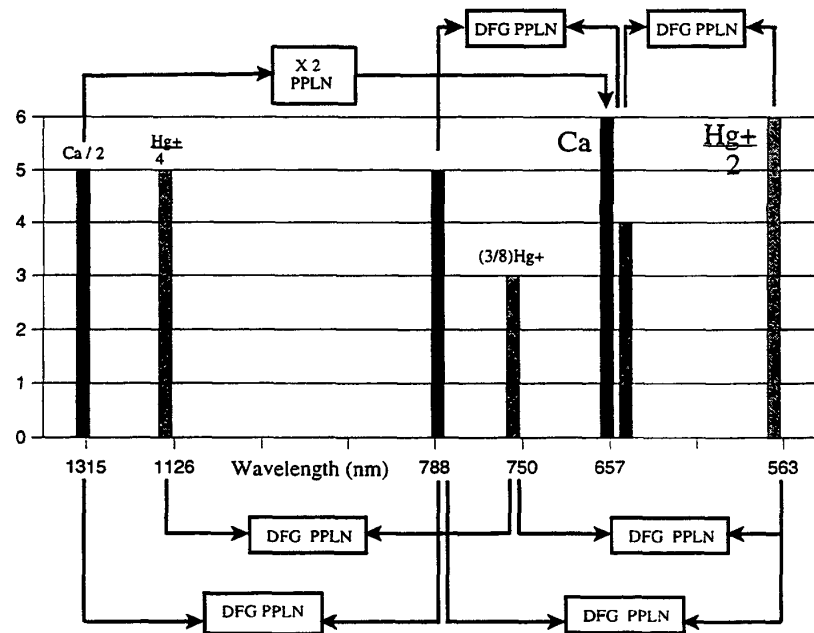 DFG PPLN
DFG PPLN
X 2
PPLN
6
Ca / 2
Hg+
4
Ca
Hg+
2
5
4
(3/8)Hg+
3
2
1
0
1315
1126
Wavelength (nm)
788
750
657
563
DFG PPLN
DFG PPLN
DFG PPLN
DFG PPLN